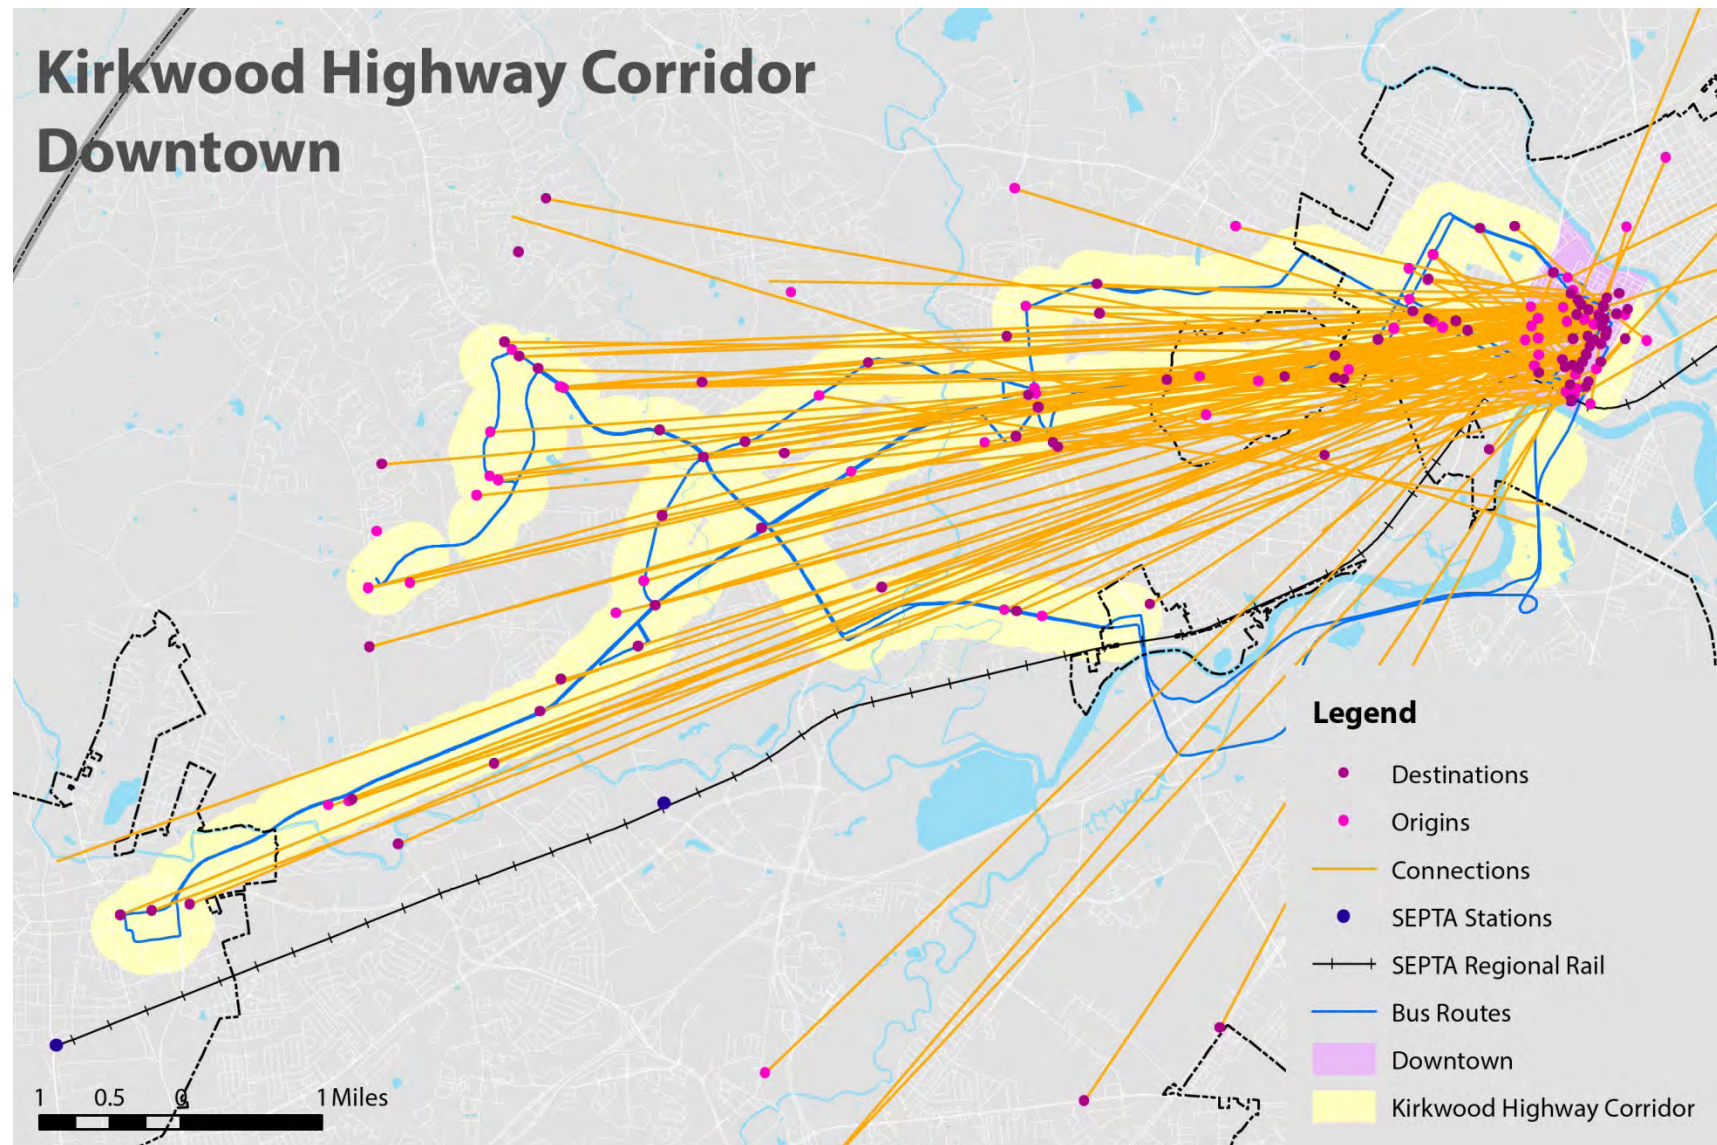 Kirkwood Highway Corridor
Downtown
Legend
Destinations
Origins
Connections
SEPTA Stations
SEPTA Regional Rail
Bus Routes
Downtown
Kirkwood Highway Corridor
1 0.5 0 1 Miles